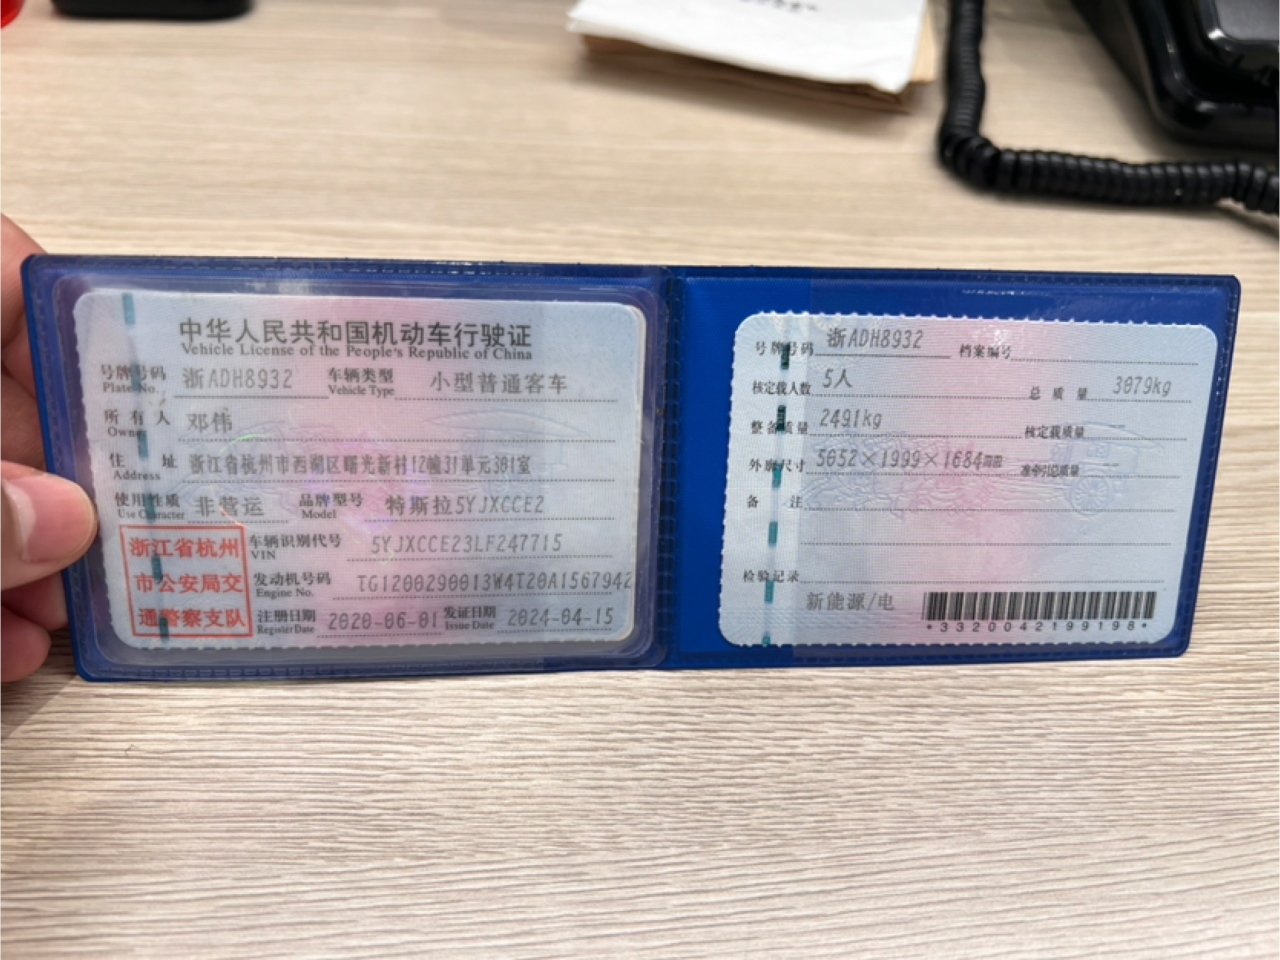 中华人民共和国机动车行驶证
Vehicle License of the People's Republic of China
号牌号码 浙ADH8932 车辆类型 小型普通客车
Plate No. Vehicle Type
所有人 邓伟
Owner
住址 浙江省杭州市西湖区曙光新村12幢31单元301室
Address
使用性质 非营运 品牌型号 特斯拉5YJXCCE2
Use Character Model
浙江省杭州
市公安局交
通警察支队
车辆识别代号 5YJXCCE23LF247715
VIN
发动机号码 TG1200290013W4T20A1567942
Engine No.
注册日期 2020-06-01 发证日期 2024-04-15
Register Date Issue Date
号牌号码 浙ADH8932 档案编号
核定载人数 5人 总质量 3079kg
整备质量 2491kg 核定载质量 --
外廓尺寸 5052×1999×1684 准牵引总质量 --
备注
检验记录
新能源/电
*3320042199198*